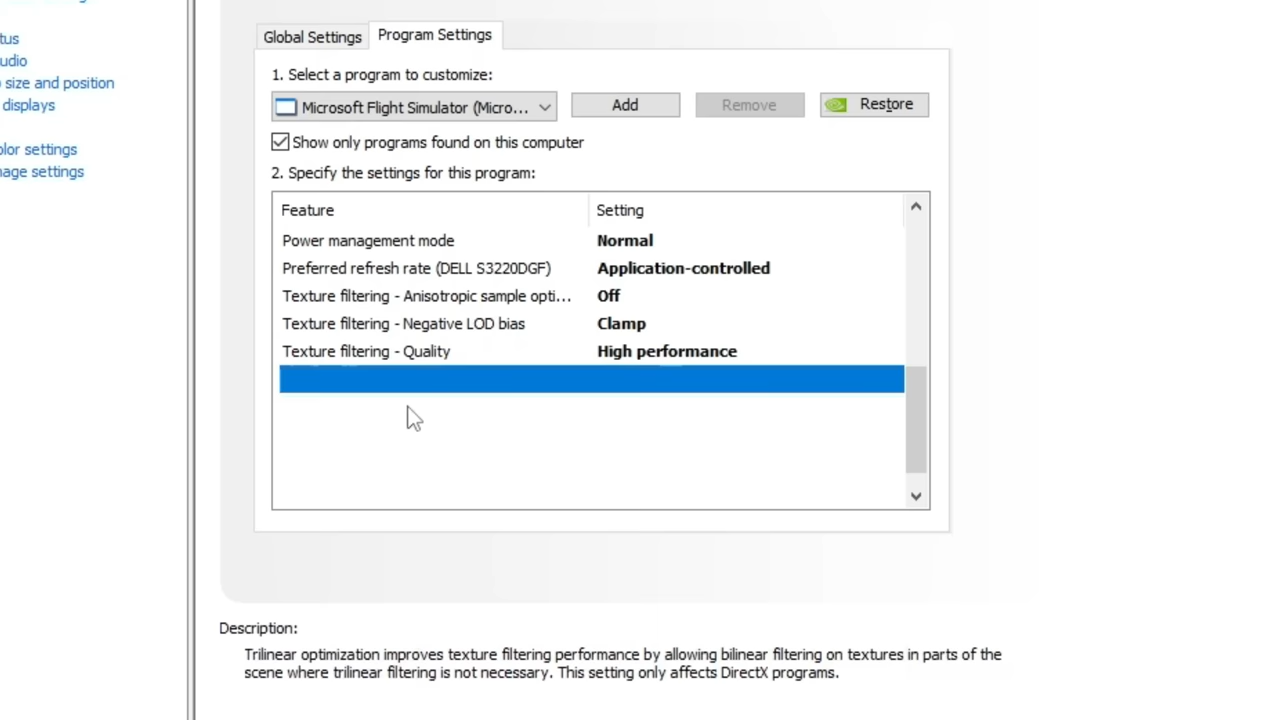 tus
udio
size and position
displays
olor settings
nage settings
Global Settings
Program Settings
1. Select a program to customize:
Microsoft Flight Simulator (Micro...
Add
Remove
Restore
Show only programs found on this computer
2. Specify the settings for this program:
Feature
Setting
Power management mode
Normal
Preferred refresh rate (DELL S3220DGF)
Application-controlled
Texture filtering - Anisotropic sample opti...
Off
Texture filtering - Negative LOD bias
Clamp
Texture filtering - Quality
High performance
Description:
Trilinear optimization improves texture filtering performance by allowing bilinear filtering on textures in parts of the
scene where trilinear filtering is not necessary. This setting only affects DirectX programs.